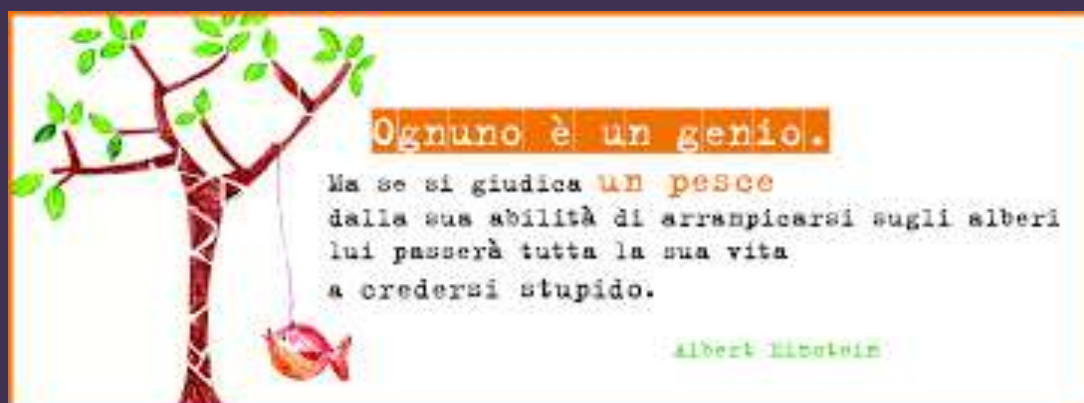 Ognuno è un genio.
Ma se si giudica un pesce
dalla sua abilità di arrampicarsi sugli alberi
lui passerà tutta la sua vita
a credersi stupido.
Albert Einstein